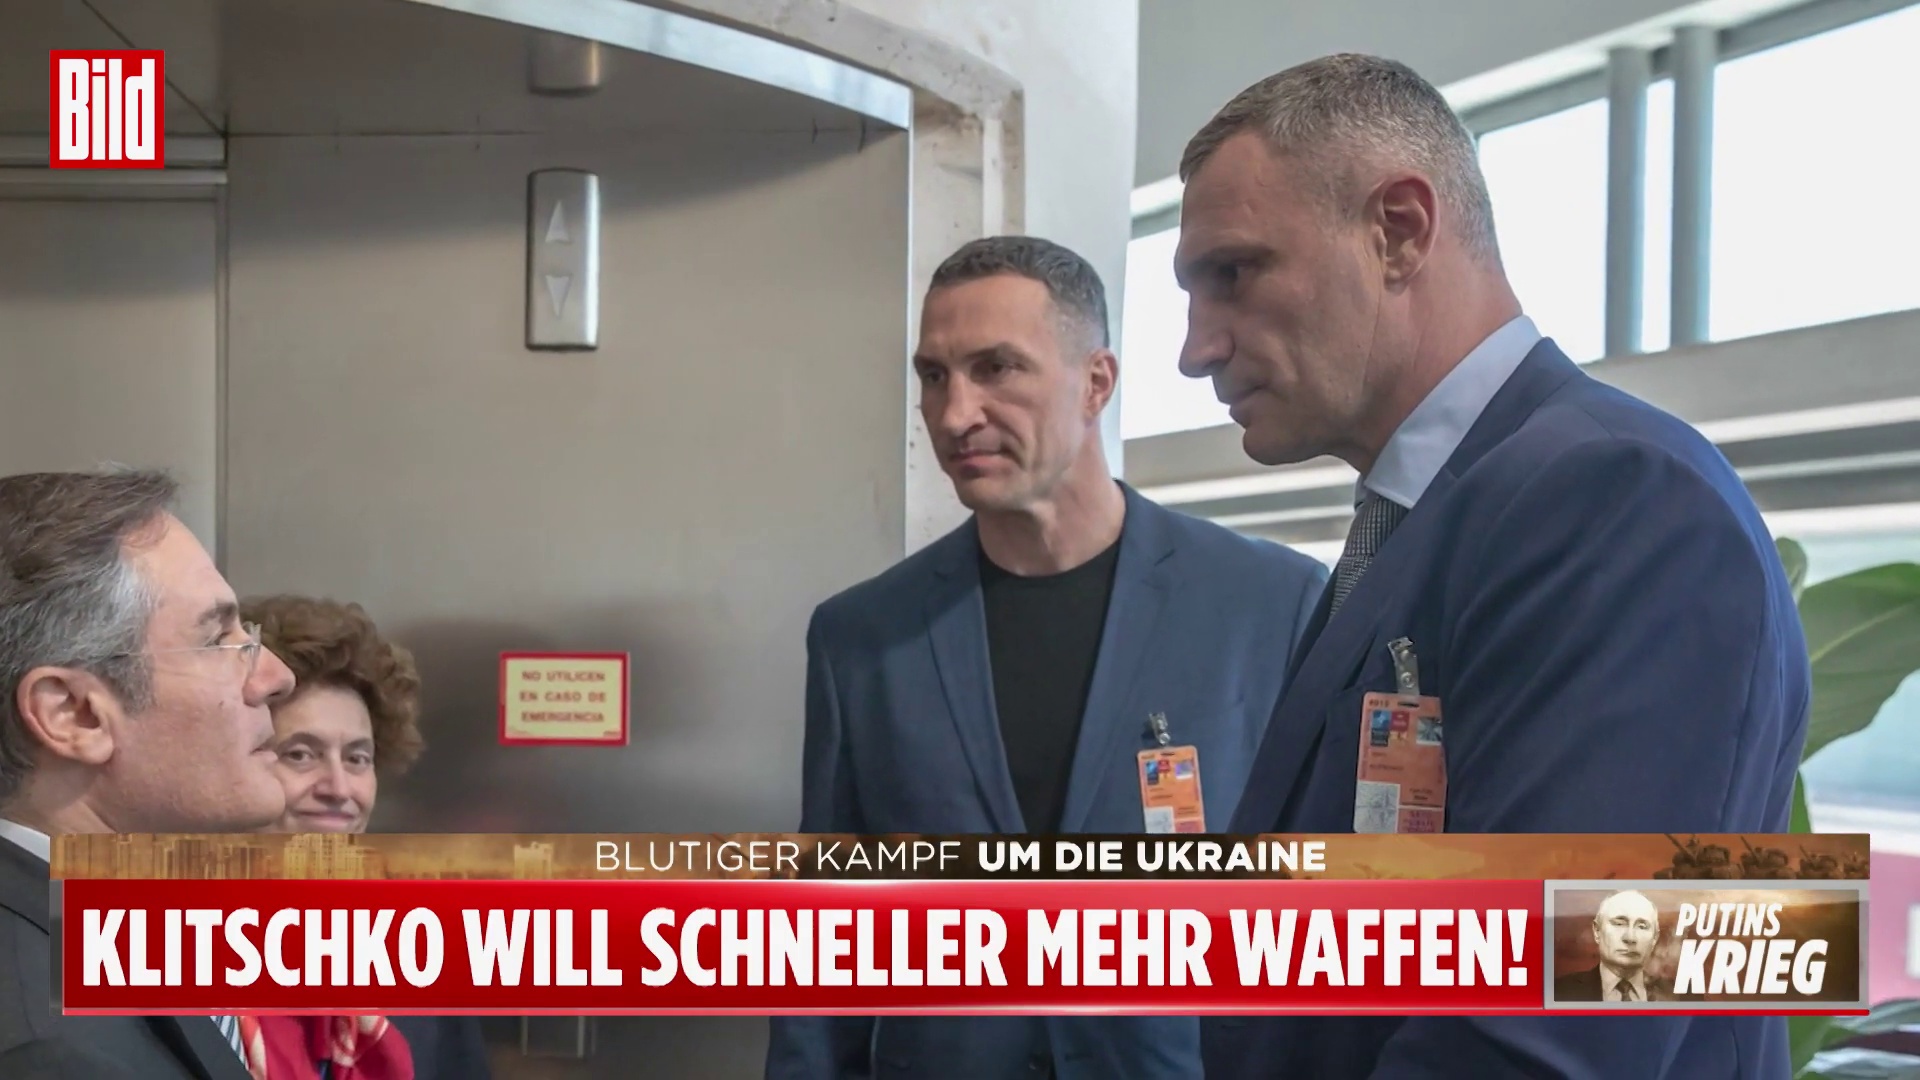 Bild
NO UTILICEN
EN CASO DE
EMERGENCIA
BLUTIGER KAMPF UM DIE UKRAINE
KLITSCHKO WILL SCHNELLER MEHR WAFFEN!
PUTINS
KRIEG